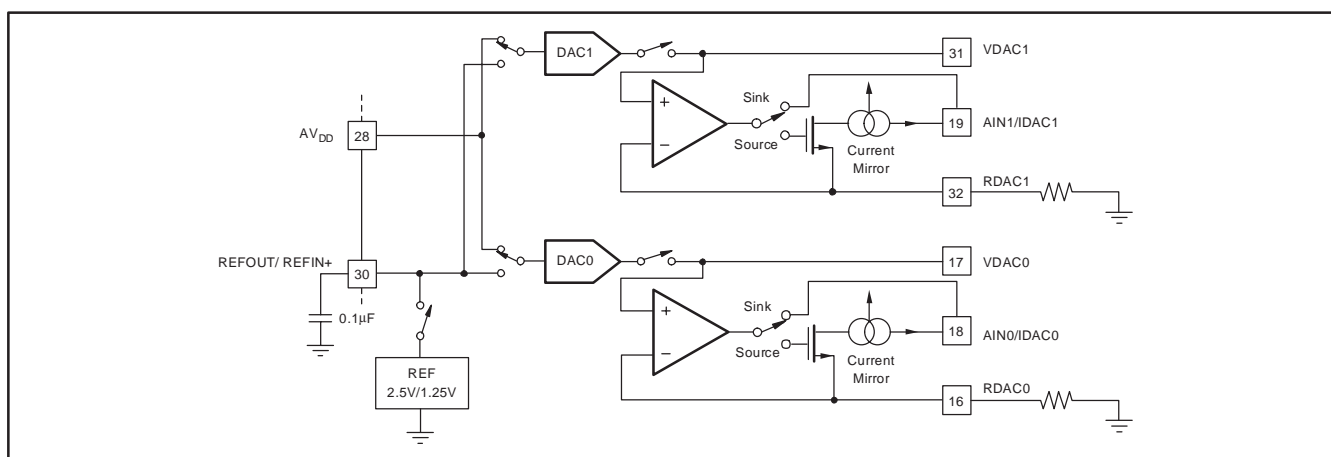 DAC1
31
VDAC1
Sink
+
AV_DD
28
19
AIN1/IDAC1
−
Source
Current
Mirror
32
RDAC1
REFOUT/ REFIN+
30
DAC0
17
VDAC0
0.1µF
Sink
+
18
AIN0/IDAC0
−
Source
Current
Mirror
REF
2.5V/1.25V
16
RDAC0